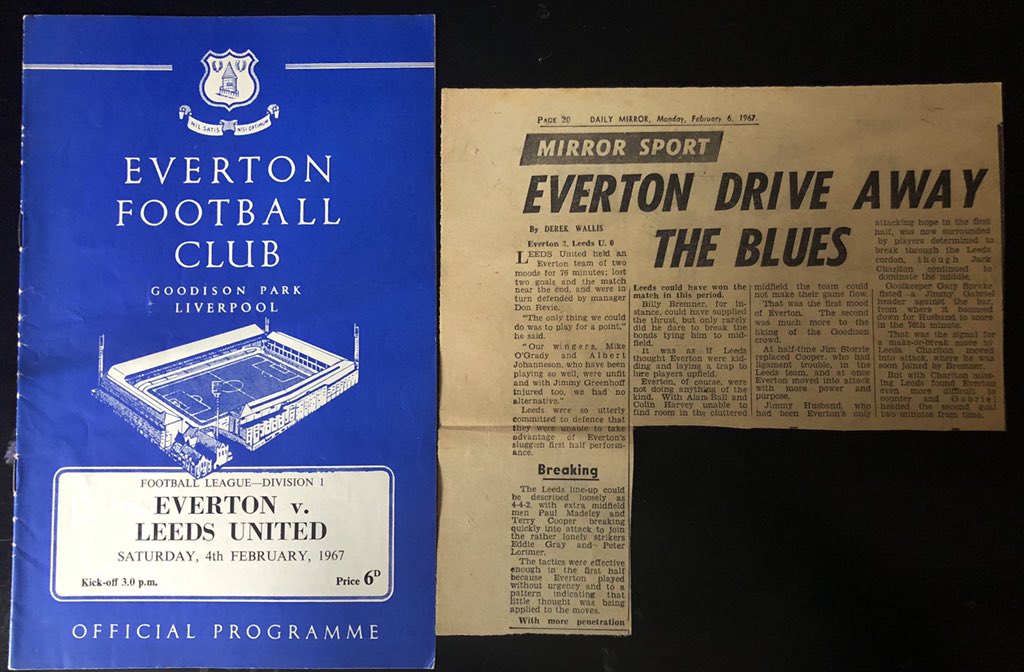 NIL SATIS NISI OPTIMUM
EVERTON
FOOTBALL
CLUB
GOODISON PARK
LIVERPOOL
FOOTBALL LEAGUE—DIVISION 1
EVERTON v.
LEEDS UNITED
SATURDAY, 4th FEBRUARY, 1967
Kick-off 3.0 p.m.
Price 6D
OFFICIAL PROGRAMME
PAGE 20 DAILY MIRROR, Monday, February 6, 1967.
MIRROR SPORT
EVERTON DRIVE AWAY
THE BLUES
By DEREK WALLIS
Everton 2, Leeds U. 0
LEEDS United held an
Everton team of two
moods for 76 minutes; lost
two goals and the match
near the end, and were in
turn defended by manager
Don Revie.
"The only thing we could
do was to play for a point,"
he said.
"Our wingers, Mike
O'Grady and Albert
Johanneson, who have been
playing so well, were unfit
and with Jimmy Greenhoff
injured too, we had no
alternative."
Leeds were so utterly
committed to defence that
they were unable to take
advantage of Everton's
sluggish first half perform-
ance.
Breaking
The Leeds line-up could
be described loosely as
4-4-2, with extra midfield
men Paul Madeley and
Terry Cooper breaking
quickly into attack to join
the rather lonely strikers
Eddie Gray and Peter
Lorimer.
The tactics were effective
enough in the first half
because Everton played
without urgency and to a
pattern indicating that
little thought was being
applied to the moves.
With more penetration
Leeds could have won the
match in this period.
Billy Bremner, for in-
stance, could have supplied
the thrust, but only rarely
did he dare to break the
bonds tying him to mid-
field.
It was as if Leeds
thought Everton were kid-
ding and laying a trap to
lure players upfield.
Everton, of course, were
not doing anything of the
kind. With Alan Ball and
Colin Harvey unable to
find room in the cluttered
midfield the team could
not make their game flow.
That was the first mood
of Everton. The second
was much more to the
liking of the Goodison
crowd.
At half-time Jim Storrie
replaced Cooper, who had
ligament trouble, in the
Leeds team, and at once
Everton moved into attack
with more power and
purpose.
Jimmy Husband, who
had been Everton's only
attacking hope in the first
half, was now surrounded
by players determined to
break through the Leeds
cordon, though Jack
Charlton continued to
dominate the middle.
Goalkeeper Gary Sprake
fisted a Jimmy Gabriel
header against the bar,
from where it bounced
down for Husband to score
in the 76th minute.
That was the signal for
a make-or-break move by
Leeds. Charlton moved
into attack, where he was
soon joined by Bremner.
But with Charlton miss-
ing Leeds found Everton
even more difficult to
counter and Gabriel
headed the second goal
two minutes from time.